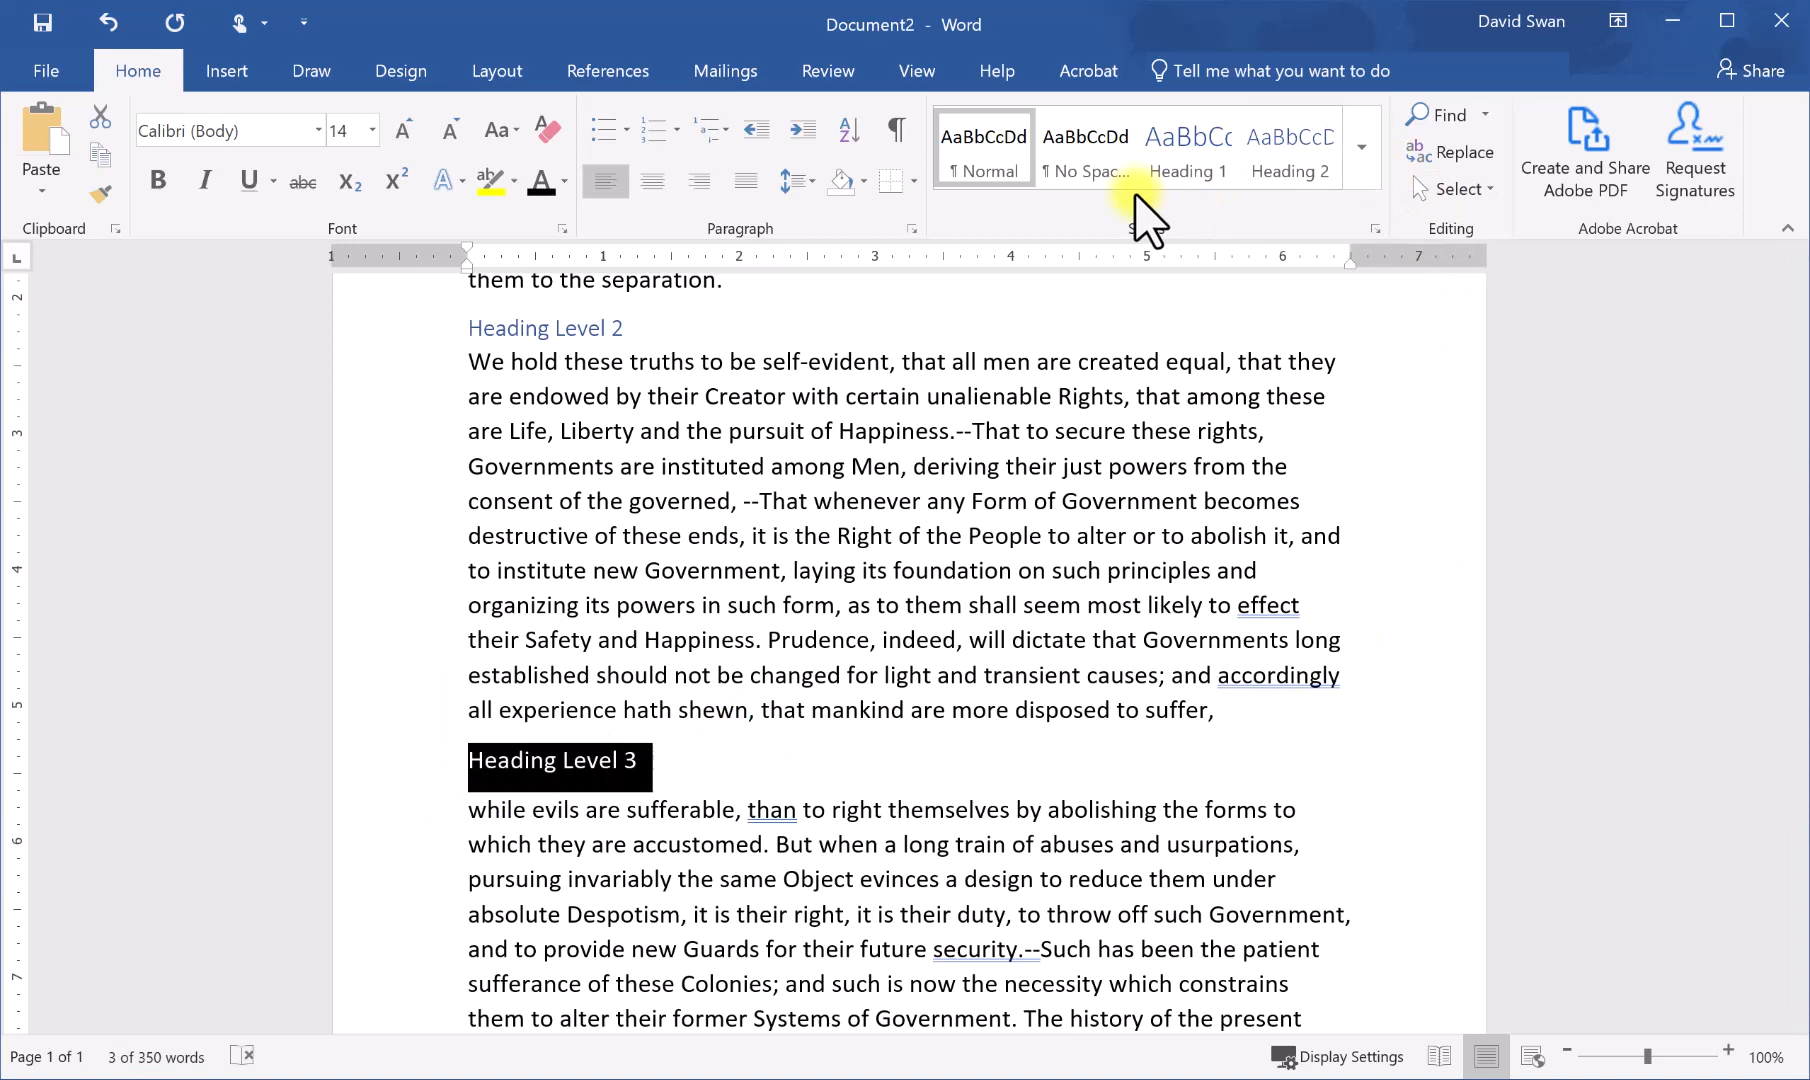 Document2 - Word
David Swan
File Home Insert Draw Design Layout References Mailings Review View Help Acrobat Tell me what you want to do Share
Paste
Clipboard
Calibri (Body) 14
Font
Paragraph
AaBbCcDd AaBbCcDd AaBbCc AaBbCcD
¶ Normal ¶ No Spac... Heading 1 Heading 2
Find
Replace
Select
Editing
Create and Share Adobe PDF
Request Signatures
Adobe Acrobat
1 1 2 3 4 5 6 7
2
3
4
5
6
7
them to the separation.
Heading Level 2
We hold these truths to be self-evident, that all men are created equal, that they
are endowed by their Creator with certain unalienable Rights, that among these
are Life, Liberty and the pursuit of Happiness.--That to secure these rights,
Governments are instituted among Men, deriving their just powers from the
consent of the governed, --That whenever any Form of Government becomes
destructive of these ends, it is the Right of the People to alter or to abolish it, and
to institute new Government, laying its foundation on such principles and
organizing its powers in such form, as to them shall seem most likely to effect
their Safety and Happiness. Prudence, indeed, will dictate that Governments long
established should not be changed for light and transient causes; and accordingly
all experience hath shewn, that mankind are more disposed to suffer,
Heading Level 3
while evils are sufferable, than to right themselves by abolishing the forms to
which they are accustomed. But when a long train of abuses and usurpations,
pursuing invariably the same Object evinces a design to reduce them under
absolute Despotism, it is their right, it is their duty, to throw off such Government,
and to provide new Guards for their future security.--Such has been the patient
sufferance of these Colonies; and such is now the necessity which constrains
them to alter their former Systems of Government. The history of the present
Page 1 of 1 3 of 350 words Display Settings 100%